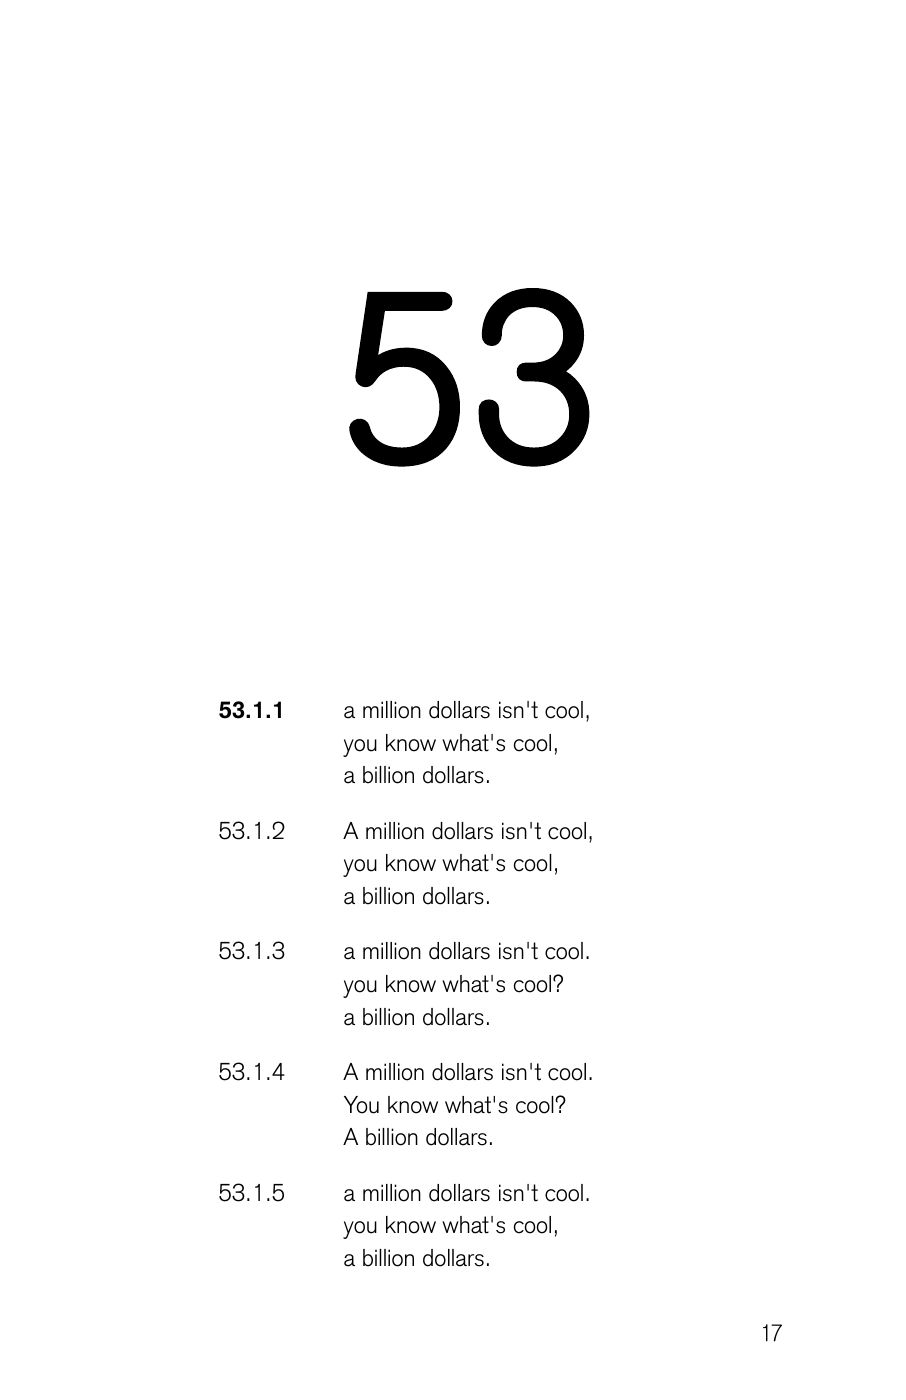 53
53.1.1 a million dollars isn't cool,
you know what's cool,
a billion dollars.
53.1.2 A million dollars isn't cool,
you know what's cool,
a billion dollars.
53.1.3 a million dollars isn't cool.
you know what's cool?
a billion dollars.
53.1.4 A million dollars isn't cool.
You know what's cool?
A billion dollars.
53.1.5 a million dollars isn't cool.
you know what's cool,
a billion dollars.
17